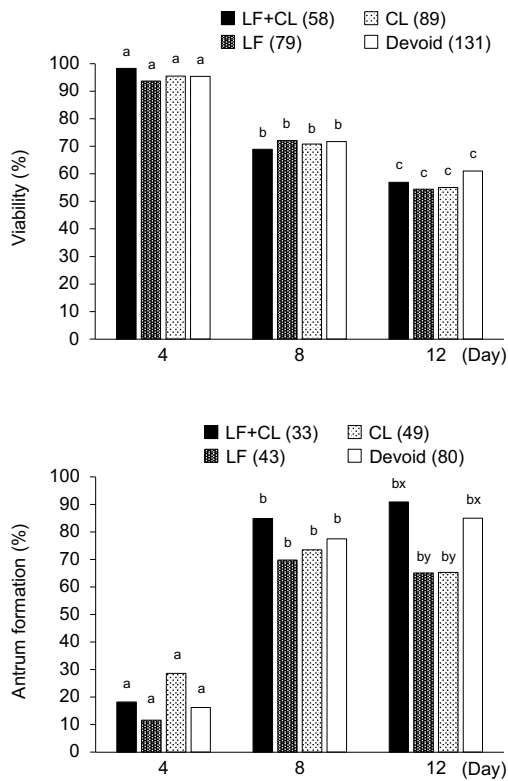 LF+CL (58) CL (89)
LF (79) Devoid (131)
Viability (%)
100
90
80
70
60
50
40
30
20
10
0
a a a a
b b b b
c c c c
4 8 12 (Day)
LF+CL (33) CL (49)
LF (43) Devoid (80)
Antrum formation (%)
100
90
80
70
60
50
40
30
20
10
0
a a a a
b b b b
bx by by bx
4 8 12 (Day)